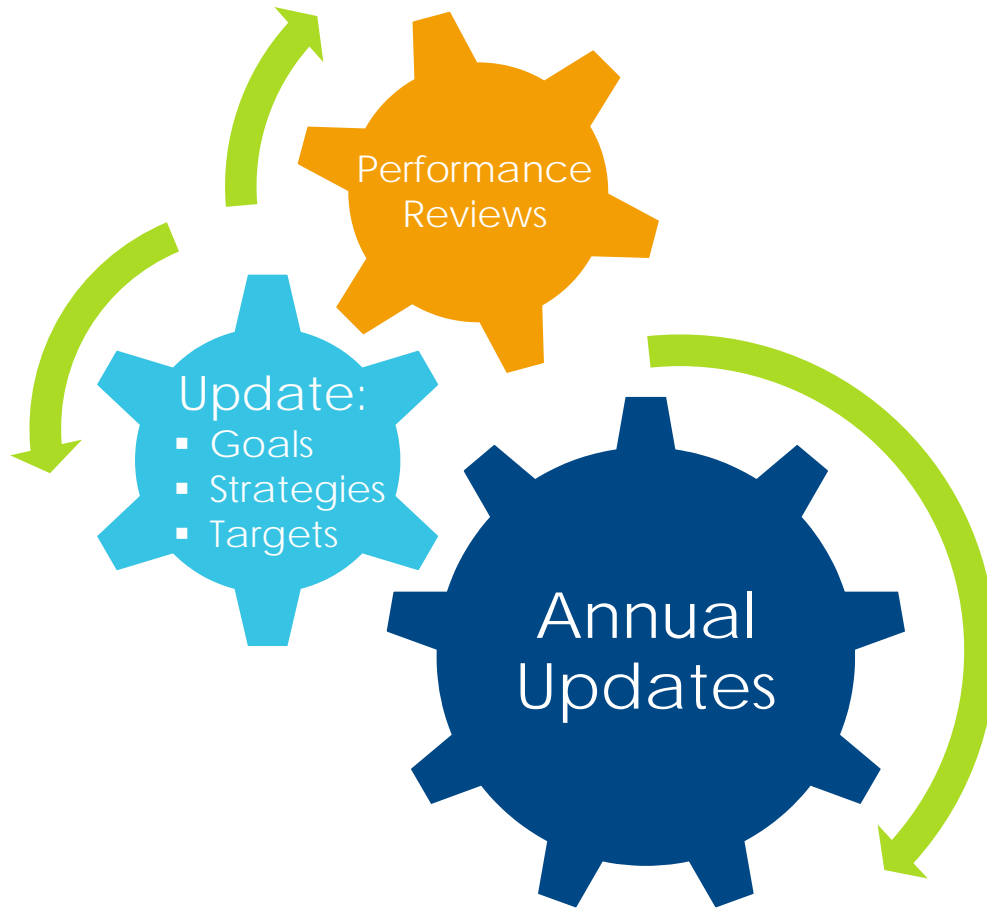 Performance
Reviews
Update:
▪ Goals
▪ Strategies
▪ Targets
Annual
Updates